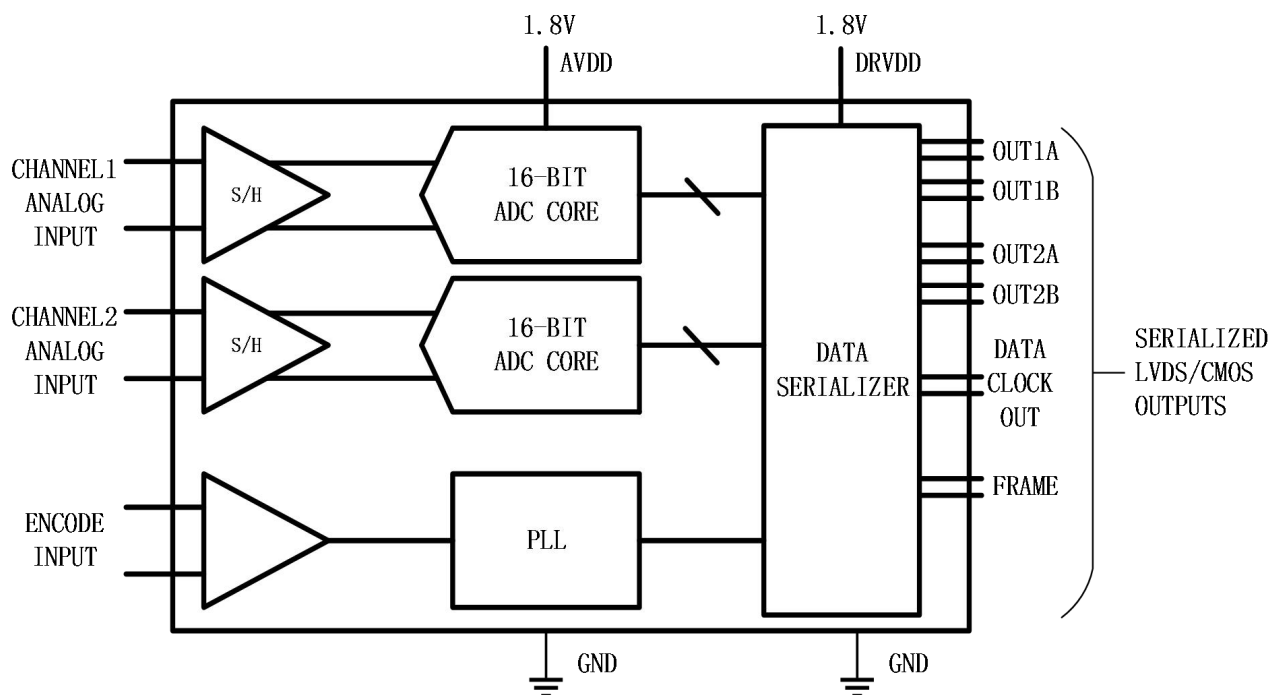 1.8V
1.8V
AVDD
DRVDD
CHANNEL1
ANALOG
INPUT
S/H
16-BIT
ADC CORE
OUT1A
OUT1B
OUT2A
OUT2B
CHANNEL2
ANALOG
INPUT
S/H
16-BIT
ADC CORE
DATA
SERIALIZER
DATA
CLOCK
OUT
SERIALIZED
LVDS/CMOS
OUTPUTS
FRAME
ENCODE
INPUT
PLL
GND
GND